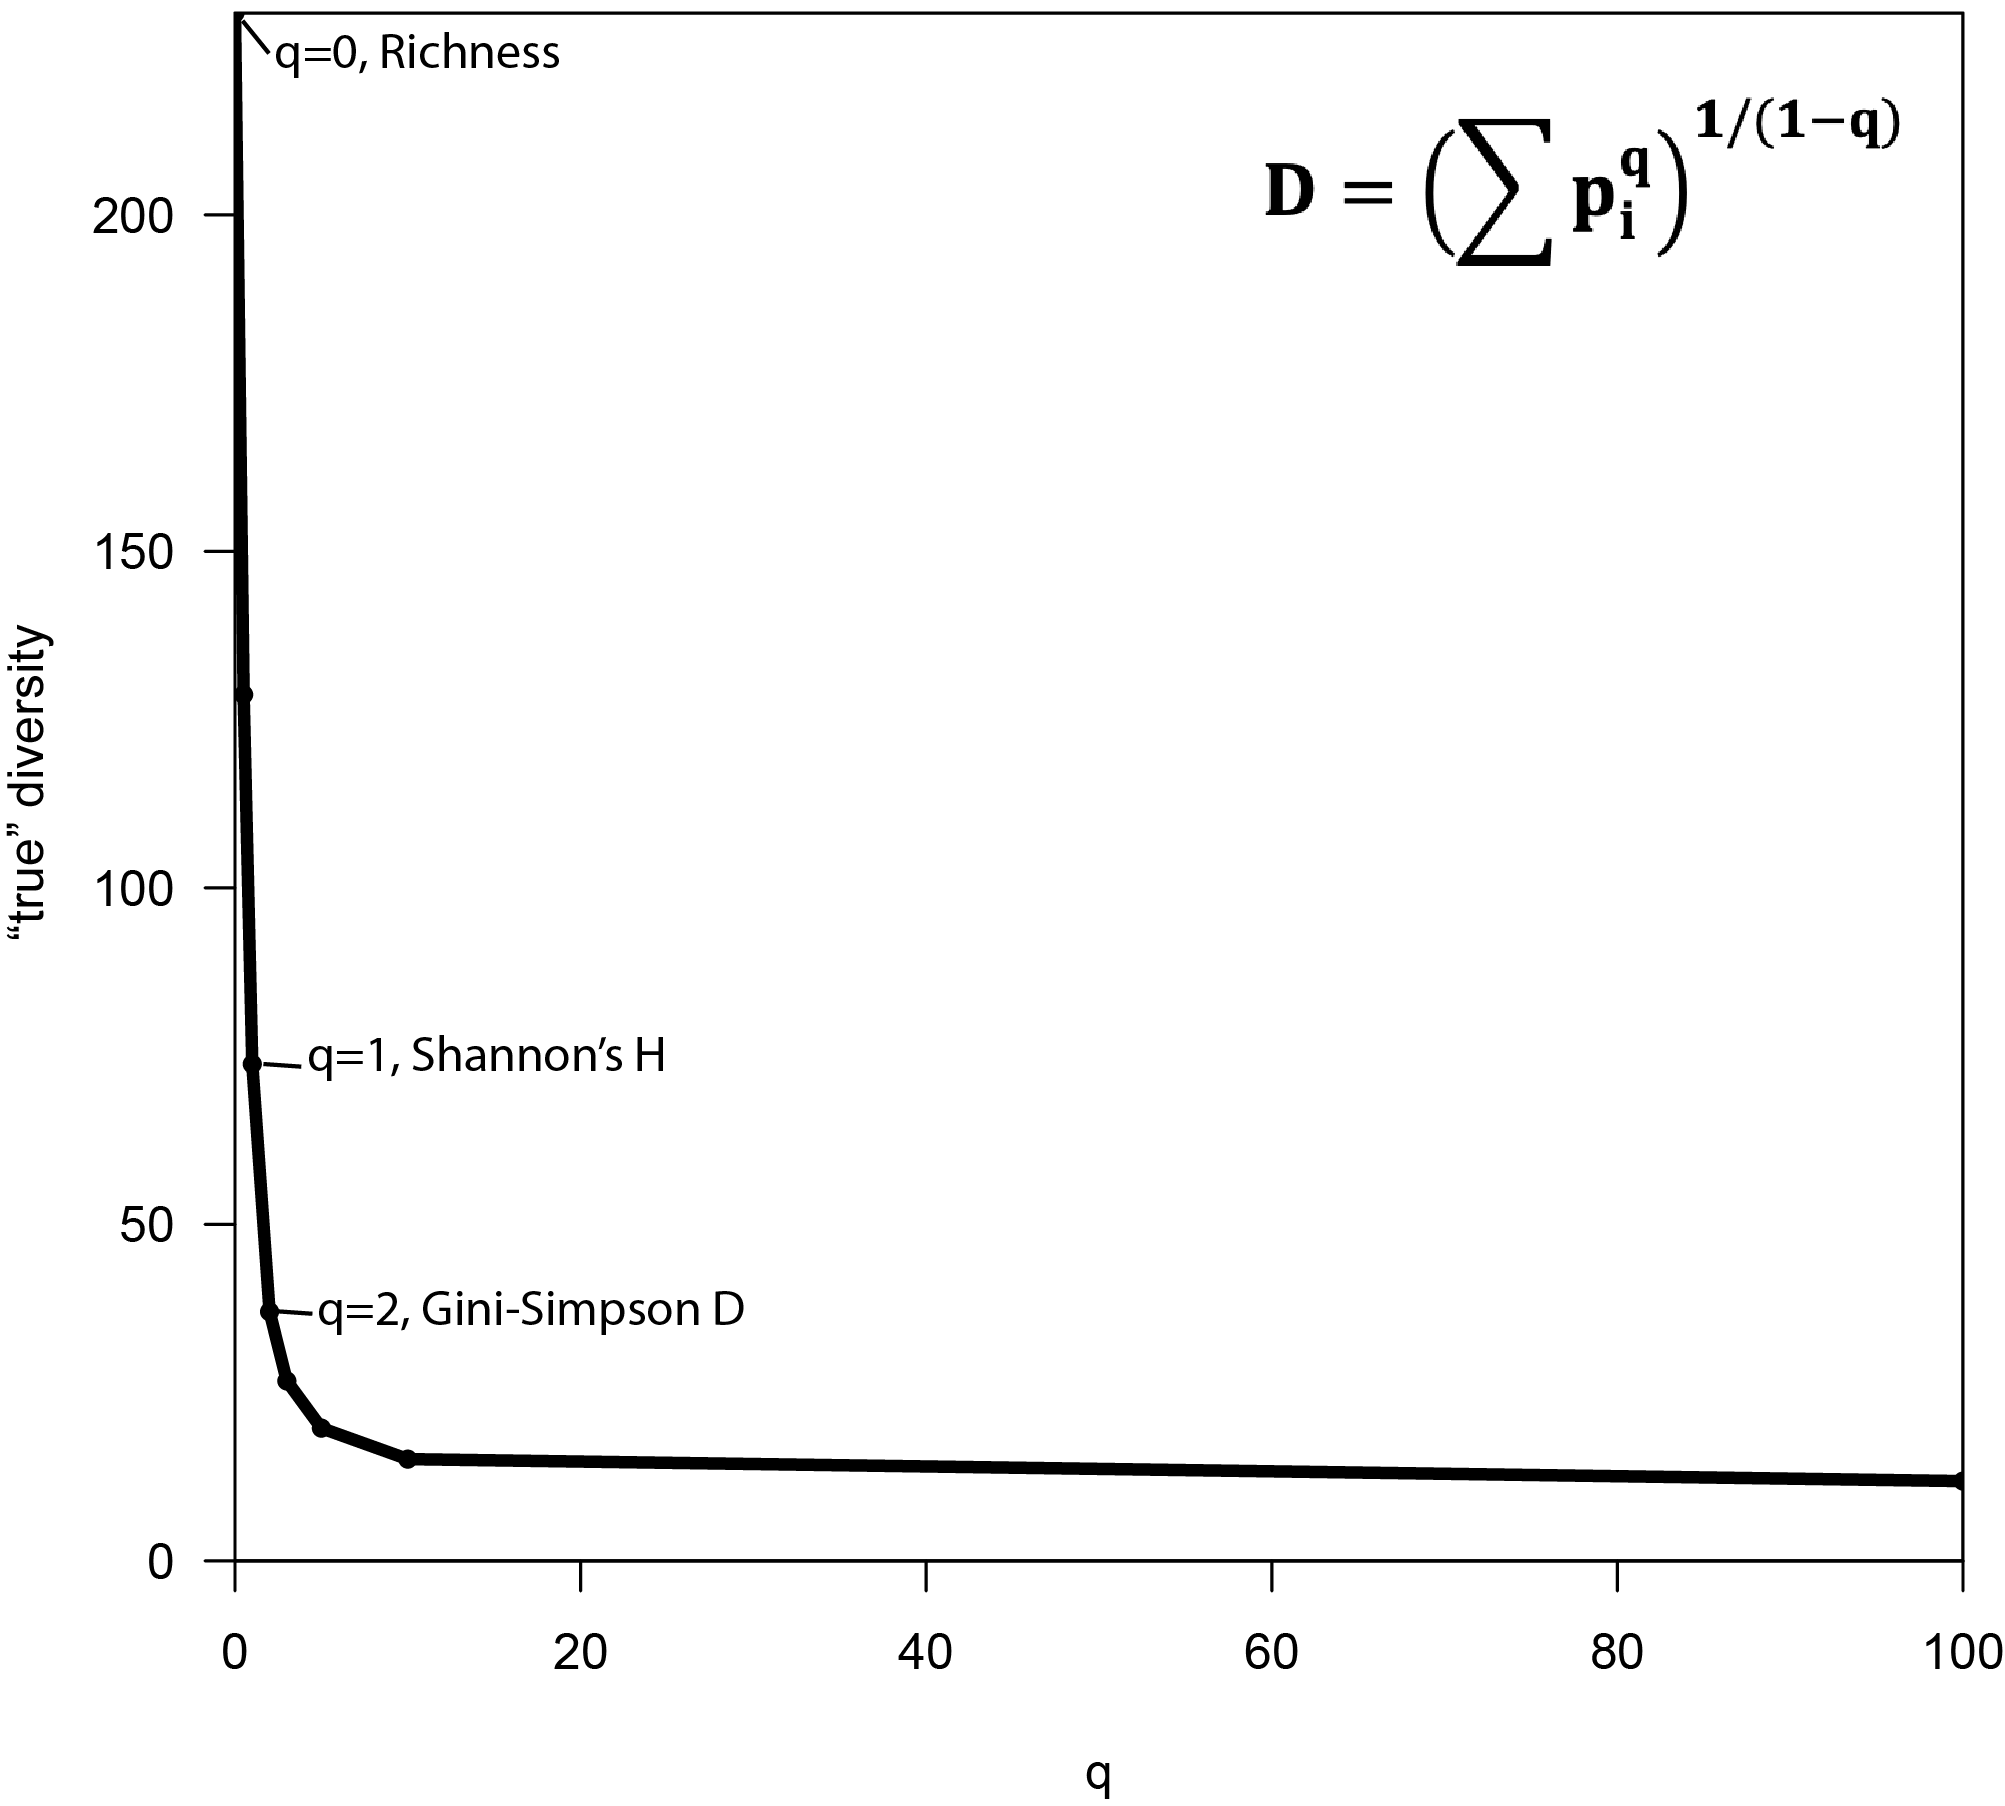 q=0, Richness
D = (∑ p_i^q)^1/(1−q)
200
150
100
50
0
“true” diversity
q=1, Shannon’s H
q=2, Gini-Simpson D
0 20 40 60 80 100
q